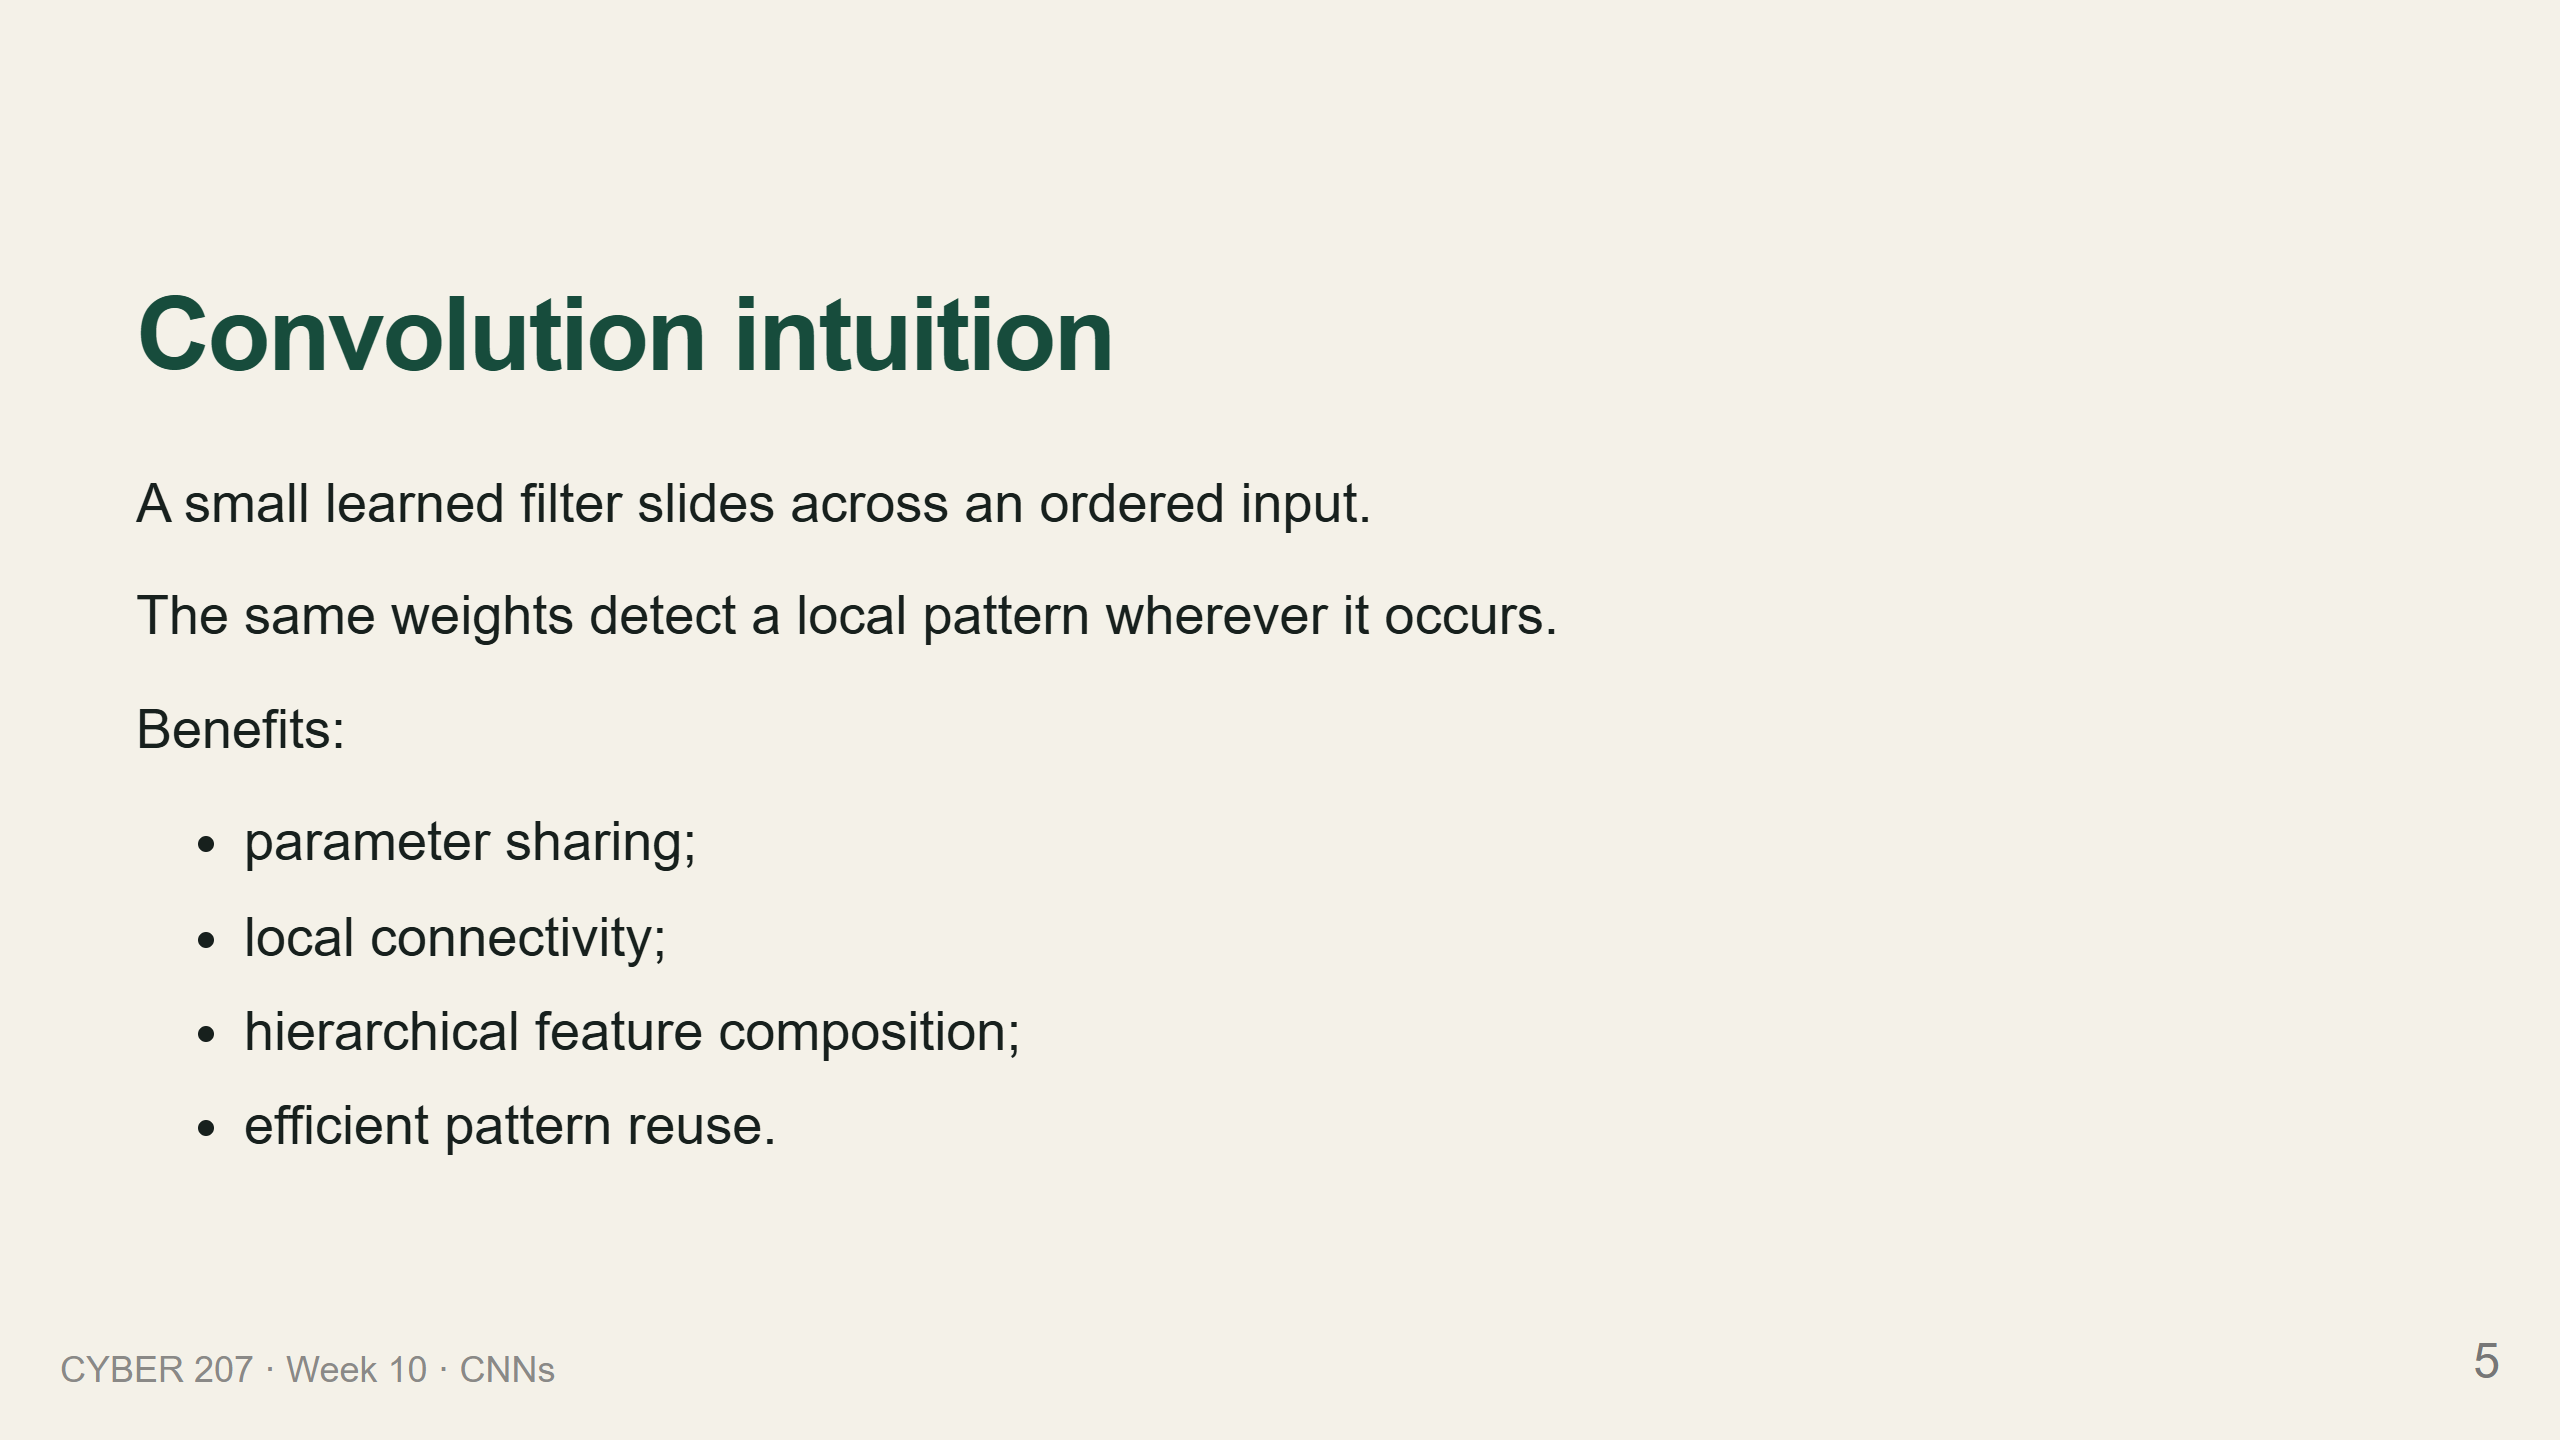 Convolution intuition
A small learned filter slides across an ordered input.
The same weights detect a local pattern wherever it occurs.
Benefits:
• parameter sharing;
• local connectivity;
• hierarchical feature composition;
• efficient pattern reuse.
CYBER 207 · Week 10 · CNNs
5